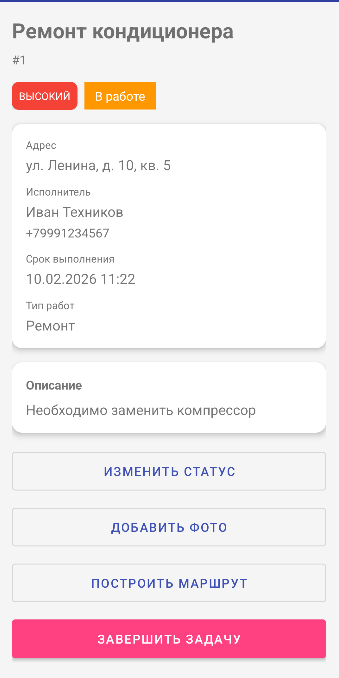 Ремонт кондиционера
#1
ВЫСОКИЙ
В работе
Адрес
ул. Ленина, д. 10, кв. 5
Исполнитель
Иван Техников
+79991234567
Срок выполнения
10.02.2026 11:22
Тип работ
Ремонт
Описание
Необходимо заменить компрессор
ИЗМЕНИТЬ СТАТУС
ДОБАВИТЬ ФОТО
ПОСТРОИТЬ МАРШРУТ
ЗАВЕРШИТЬ ЗАДАЧУ